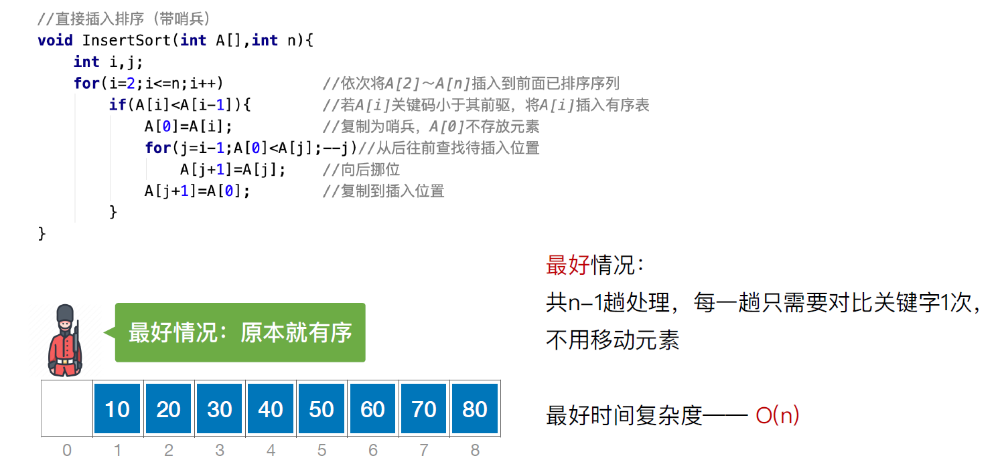 //直接插入排序（带哨兵）
void InsertSort(int A[],int n){
    int i,j;
    for(i=2;i<=n;i++)           //依次将A[2]～A[n]插入到前面已排序序列
        if(A[i]<A[i-1]){        //若A[i]关键码小于其前驱，将A[i]插入有序表
            A[0]=A[i];          //复制为哨兵，A[0]不存放元素
            for(j=i-1;A[0]<A[j];--j)//从后往前查找待插入位置
                A[j+1]=A[j];    //向后挪位
            A[j+1]=A[0];        //复制到插入位置
        }
}
最好情况：
共n-1趟处理，每一趟只需要对比关键字1次，
不用移动元素
最好情况：原本就有序
10 20 30 40 50 60 70 80
0 1 2 3 4 5 6 7 8
最好时间复杂度—— O(n)